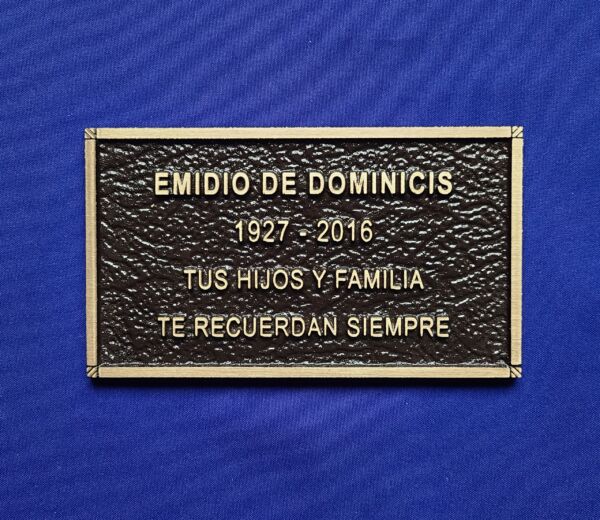 EMIDIO DE DOMINICIS
1927 - 2016
TUS HIJOS Y FAMILIA
TE RECUERDAN SIEMPRE